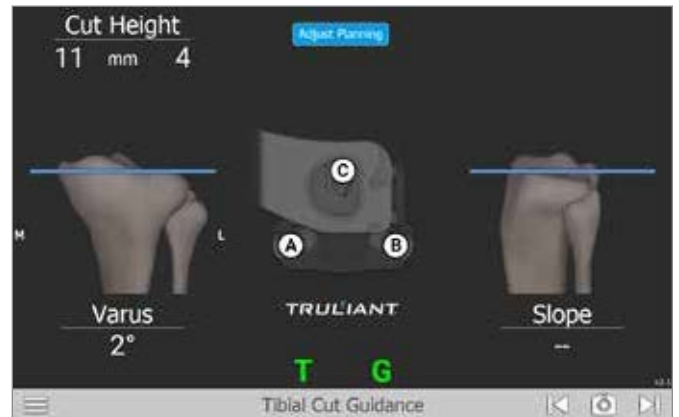 Cut Height
11 mm 4
Adjust Planning
C
M
L
A
B
Varus
2°
TRULIANT
Slope
--
T G
Tibial Cut Guidance